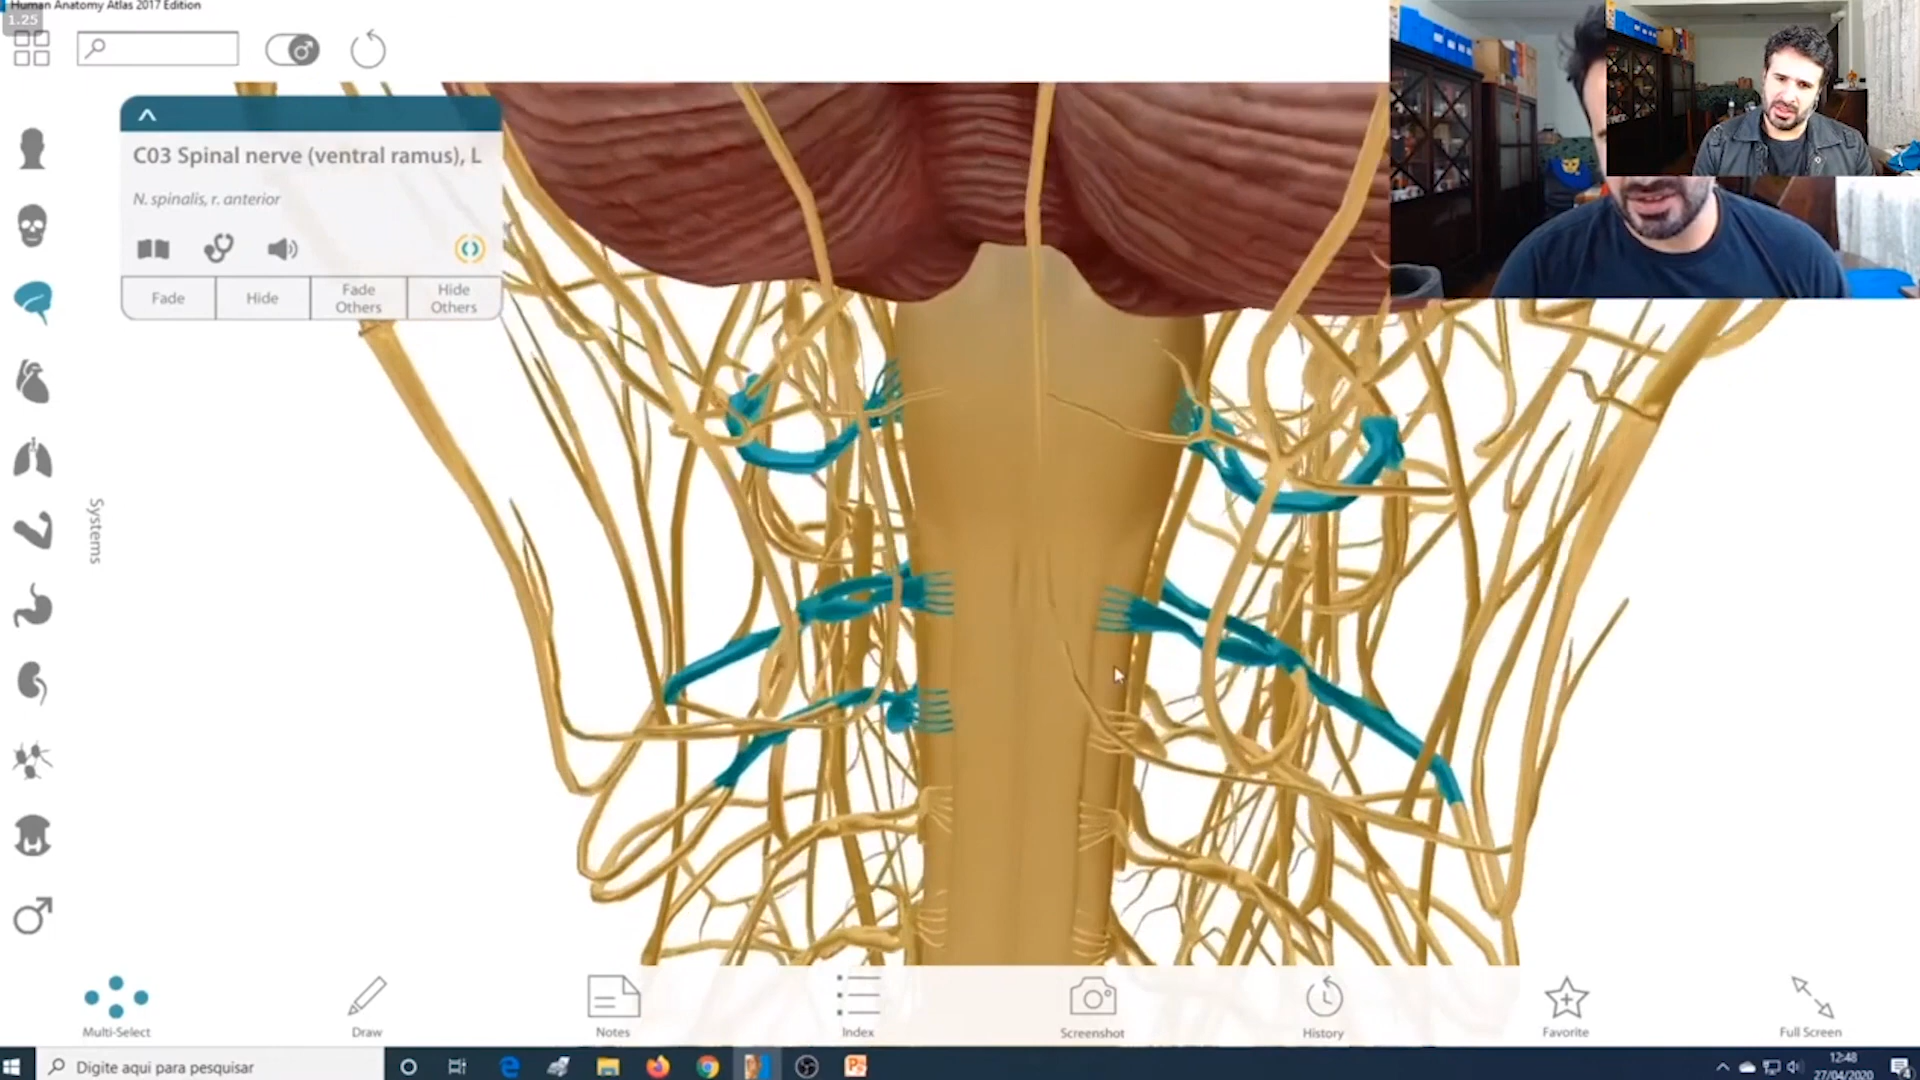 Human Anatomy Atlas 2017 Edition
1.25
C03 Spinal nerve (ventral ramus), L
N. spinalis, r. anterior
Fade
Hide
Fade Others
Hide Others
Systems
Multi-Select
Draw
Notes
Index
Screenshot
History
Favorite
Full Screen
Digite aqui para pesquisar
12:48
27/04/2020